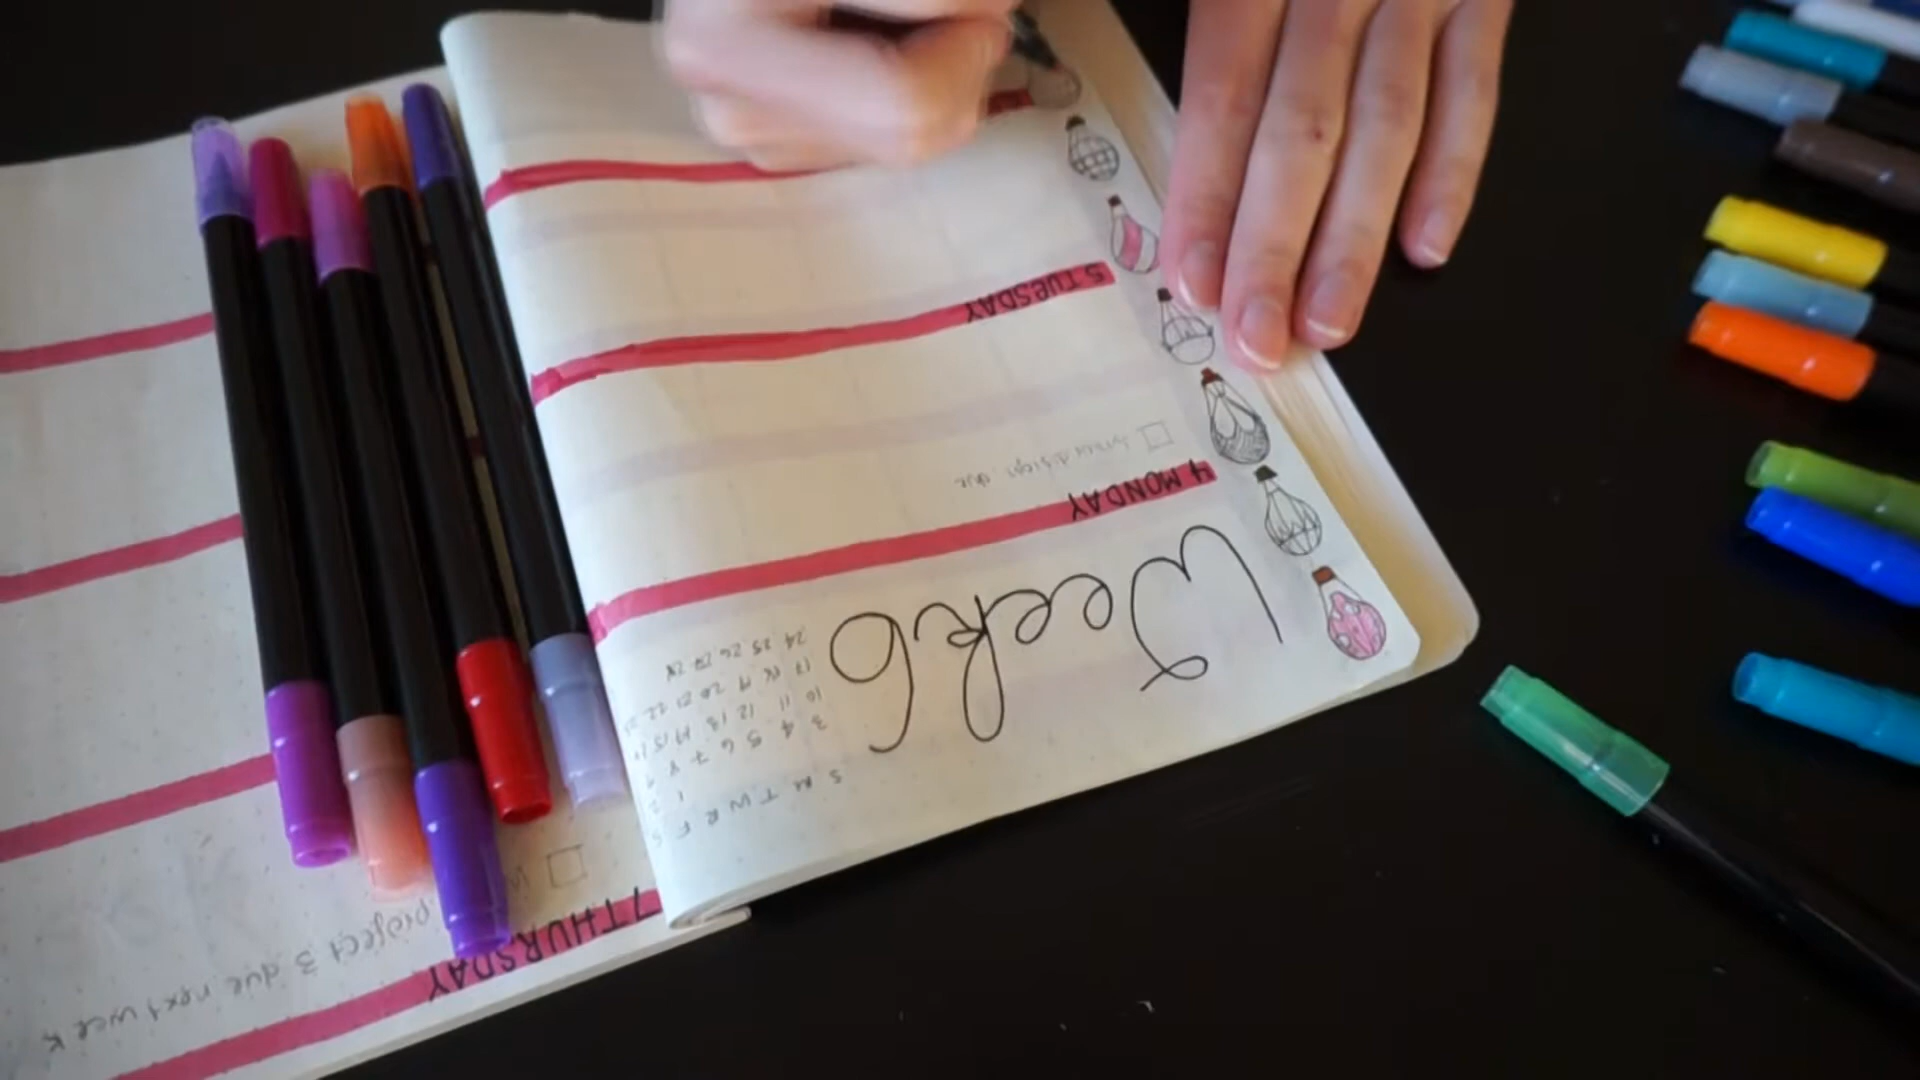 Week 6
S M T W R F S
1 2
3 4 5 6 7 8 9
10 11 12 13 14 15 16
17 18 19 20 21 22 23
24 25 26 27 28
4 MONDAY
design due
5 TUESDAY
7 THURSDAY
project 3 due next week